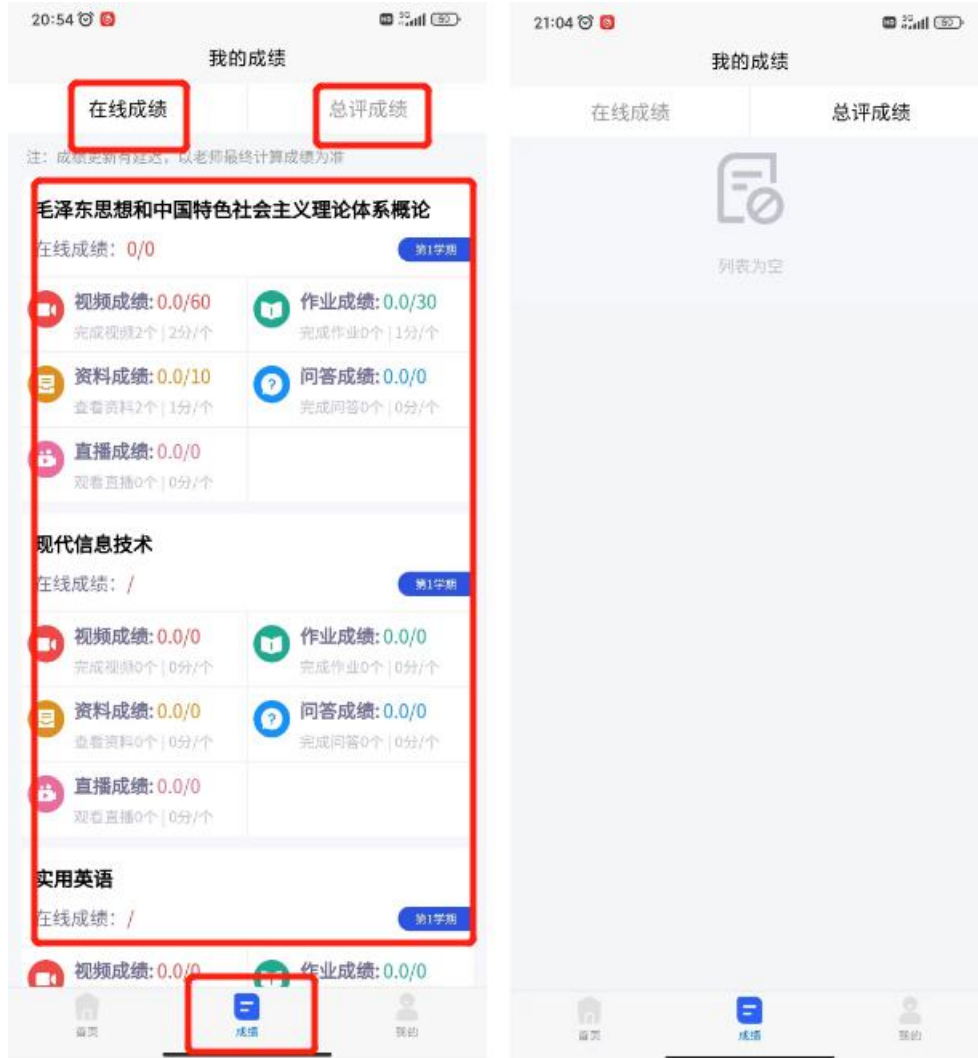 20:54
我的成绩
在线成绩 总评成绩
注：成绩更新有延迟，以老师最终计算成绩为准
毛泽东思想和中国特色社会主义理论体系概论
在线成绩：0/0 第1学期
视频成绩:0.0/60 作业成绩:0.0/30
完成视频2个|2分/个 完成作业0个|1分/个
资料成绩:0.0/10 问答成绩:0.0/0
查看资料2个|1分/个 完成问答0个|0分/个
直播成绩:0.0/0
观看直播0个|0分/个
现代信息技术
在线成绩：/ 第1学期
视频成绩:0.0/0 作业成绩:0.0/0
完成视频0个|0分/个 完成作业0个|0分/个
资料成绩:0.0/0 问答成绩:0.0/0
查看资料0个|0分/个 完成问答0个|0分/个
直播成绩:0.0/0
观看直播0个|0分/个
实用英语
在线成绩：/ 第1学期
视频成绩:0.0/0 作业成绩:0.0/0
首页 成绩 我的
21:04
我的成绩
在线成绩 总评成绩
列表为空
首页 成绩 我的